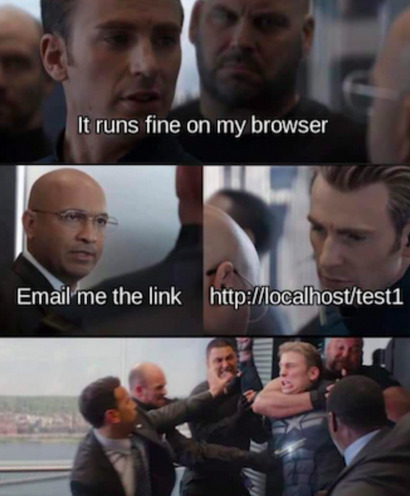 It runs fine on my browser
Email me the link
http://localhost/test1